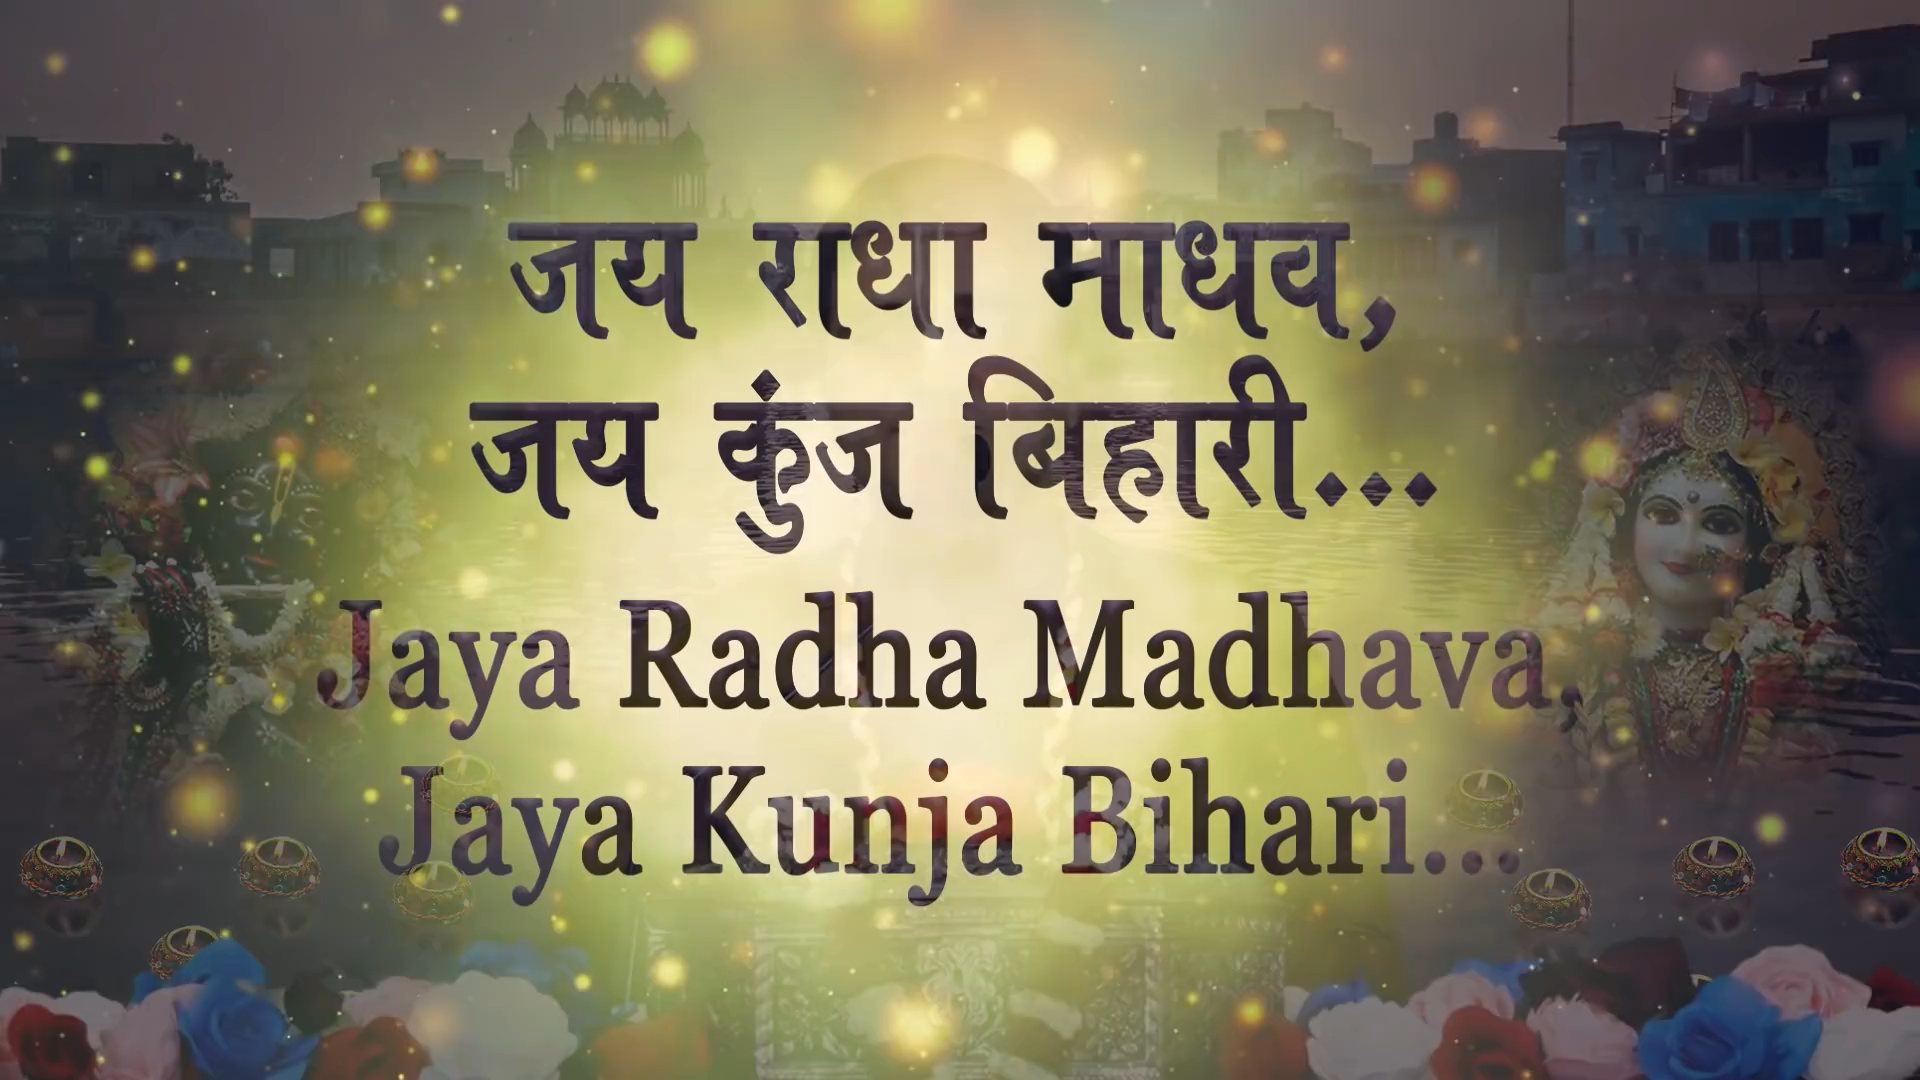 जय राधा माधव,
जय कुंज बिहारी...
Jaya Radha Madhava,
Jaya Kunja Bihari...